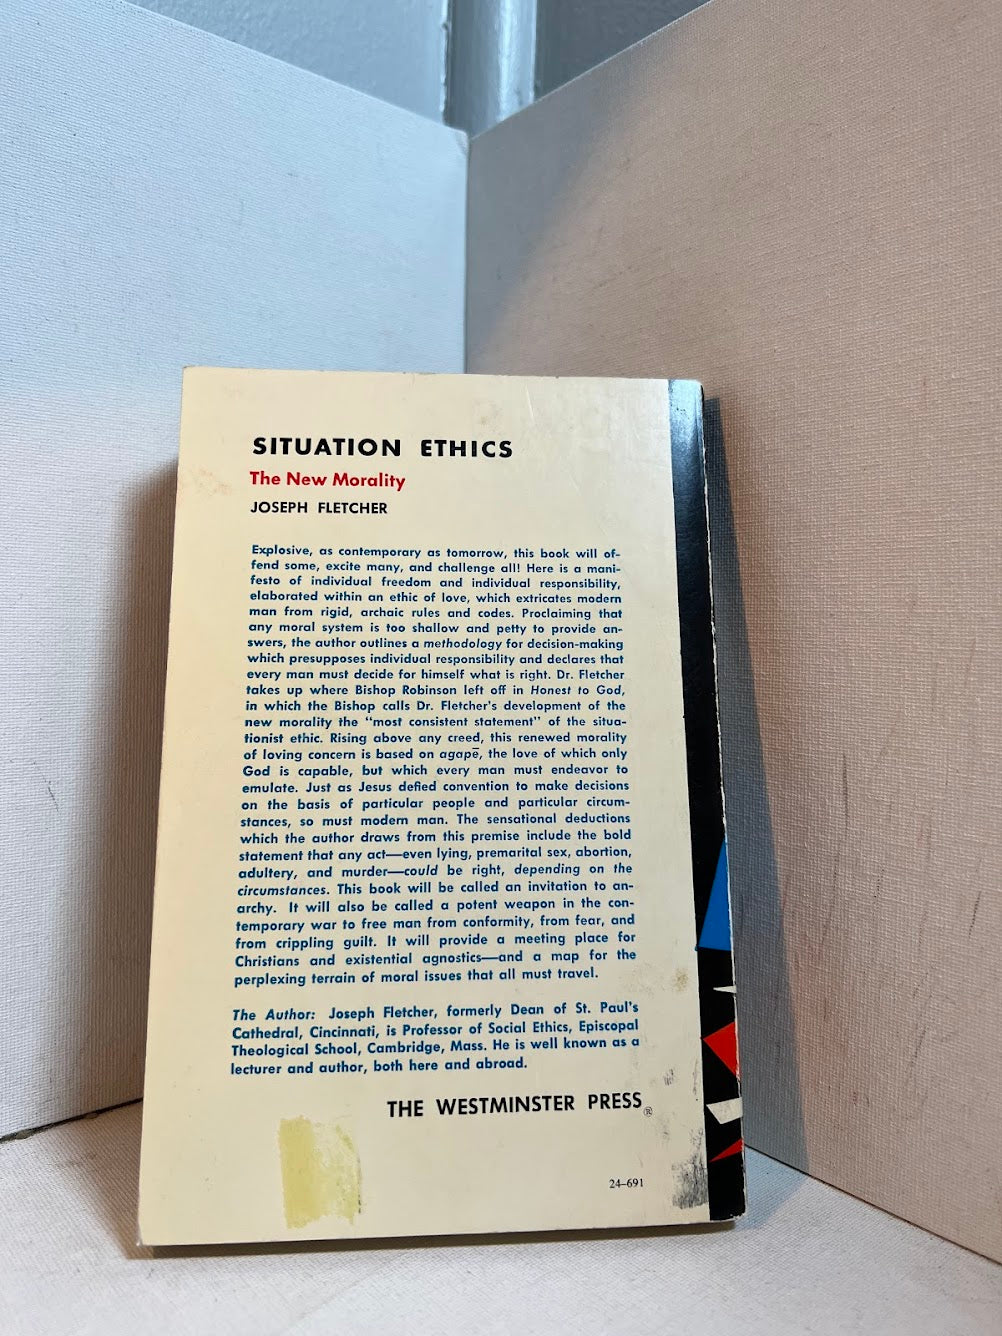 SITUATION ETHICS
The New Morality
JOSEPH FLETCHER
Explosive, as contemporary as tomorrow, this book will of-
fend some, excite many, and challenge all! Here is a mani-
festo of individual freedom and individual responsibility,
elaborated within an ethic of love, which extricates modern
man from rigid, archaic rules and codes. Proclaiming that
any moral system is too shallow and petty to provide an-
swers, the author outlines a methodology for decision-making
which presupposes individual responsibility and declares that
every man must decide for himself what is right. Dr. Fletcher
takes up where Bishop Robinson left off in Honest to God,
in which the Bishop calls Dr. Fletcher's development of the
new morality the "most consistent statement" of the situa-
tionist ethic. Rising above any creed, this renewed morality
of loving concern is based on agapē, the love of which only
God is capable, but which every man must endeavor to
emulate. Just as Jesus defied convention to make decisions
on the basis of particular people and particular circum-
stances, so must modern man. The sensational deductions
which the author draws from this premise include the bold
statement that any act—even lying, premarital sex, abortion,
adultery, and murder—could be right, depending on the
circumstances. This book will be called an invitation to an-
archy. It will also be called a potent weapon in the con-
temporary war to free man from conformity, from fear, and
from crippling guilt. It will provide a meeting place for
Christians and existential agnostics—and a map for the
perplexing terrain of moral issues that all must travel.
The Author: Joseph Fletcher, formerly Dean of St. Paul's
Cathedral, Cincinnati, is Professor of Social Ethics, Episcopal
Theological School, Cambridge, Mass. He is well known as a
lecturer and author, both here and abroad.
THE WESTMINSTER PRESS®
24–691